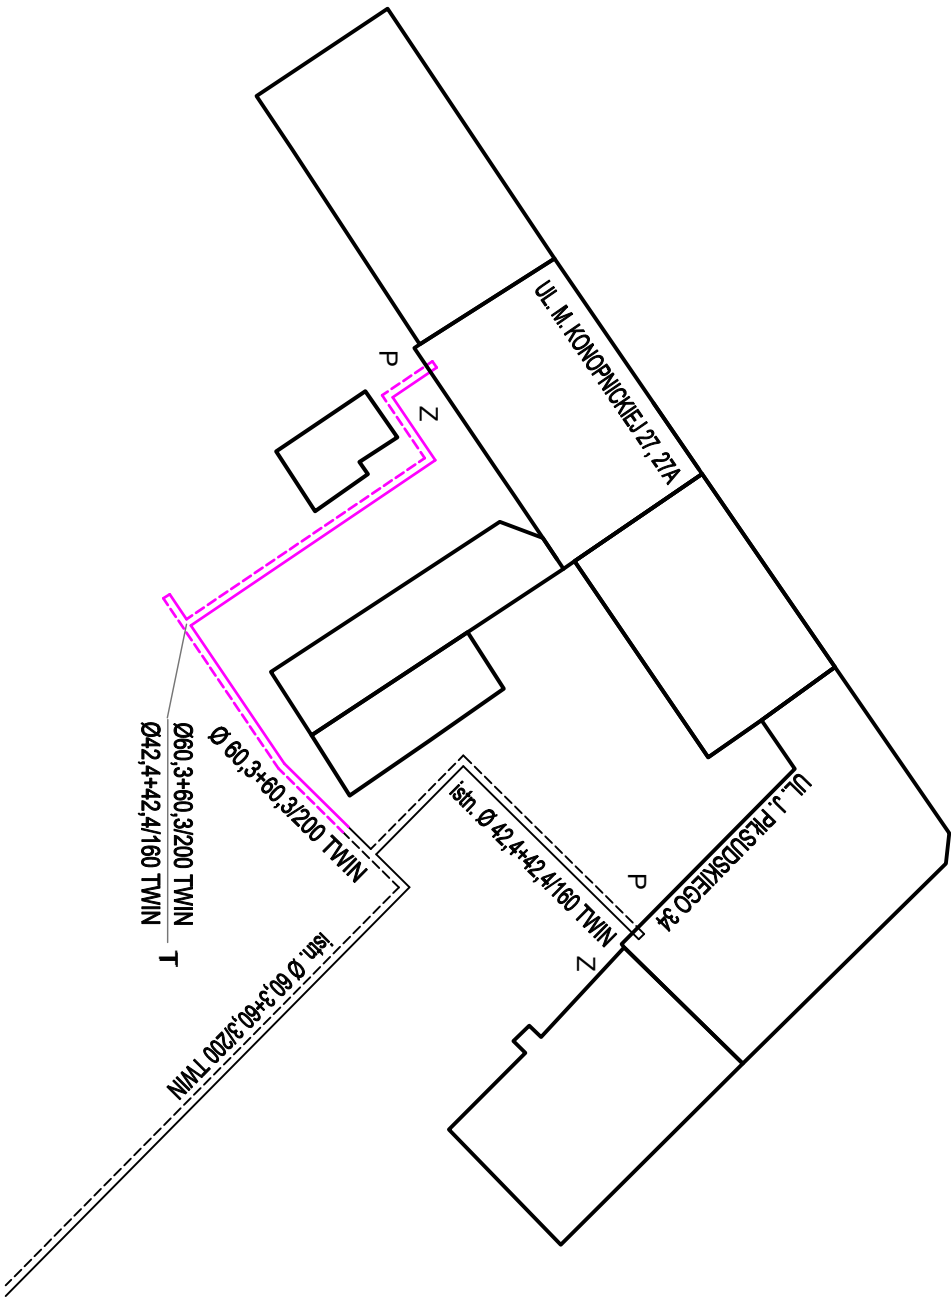 UL. M. KONOPNICKIEJ 27, 27A
P
Z
Ø60,3+60,3/200 TWIN
Ø42,4+42,4/160 TWIN
T
Ø 60,3+60,3/200 TWIN
istn. Ø 42,4+42,4/160 TWIN
UL. J. PIŁSUDSKIEGO 34
P
Z
istn. Ø 60,3+60,3/200 TWIN